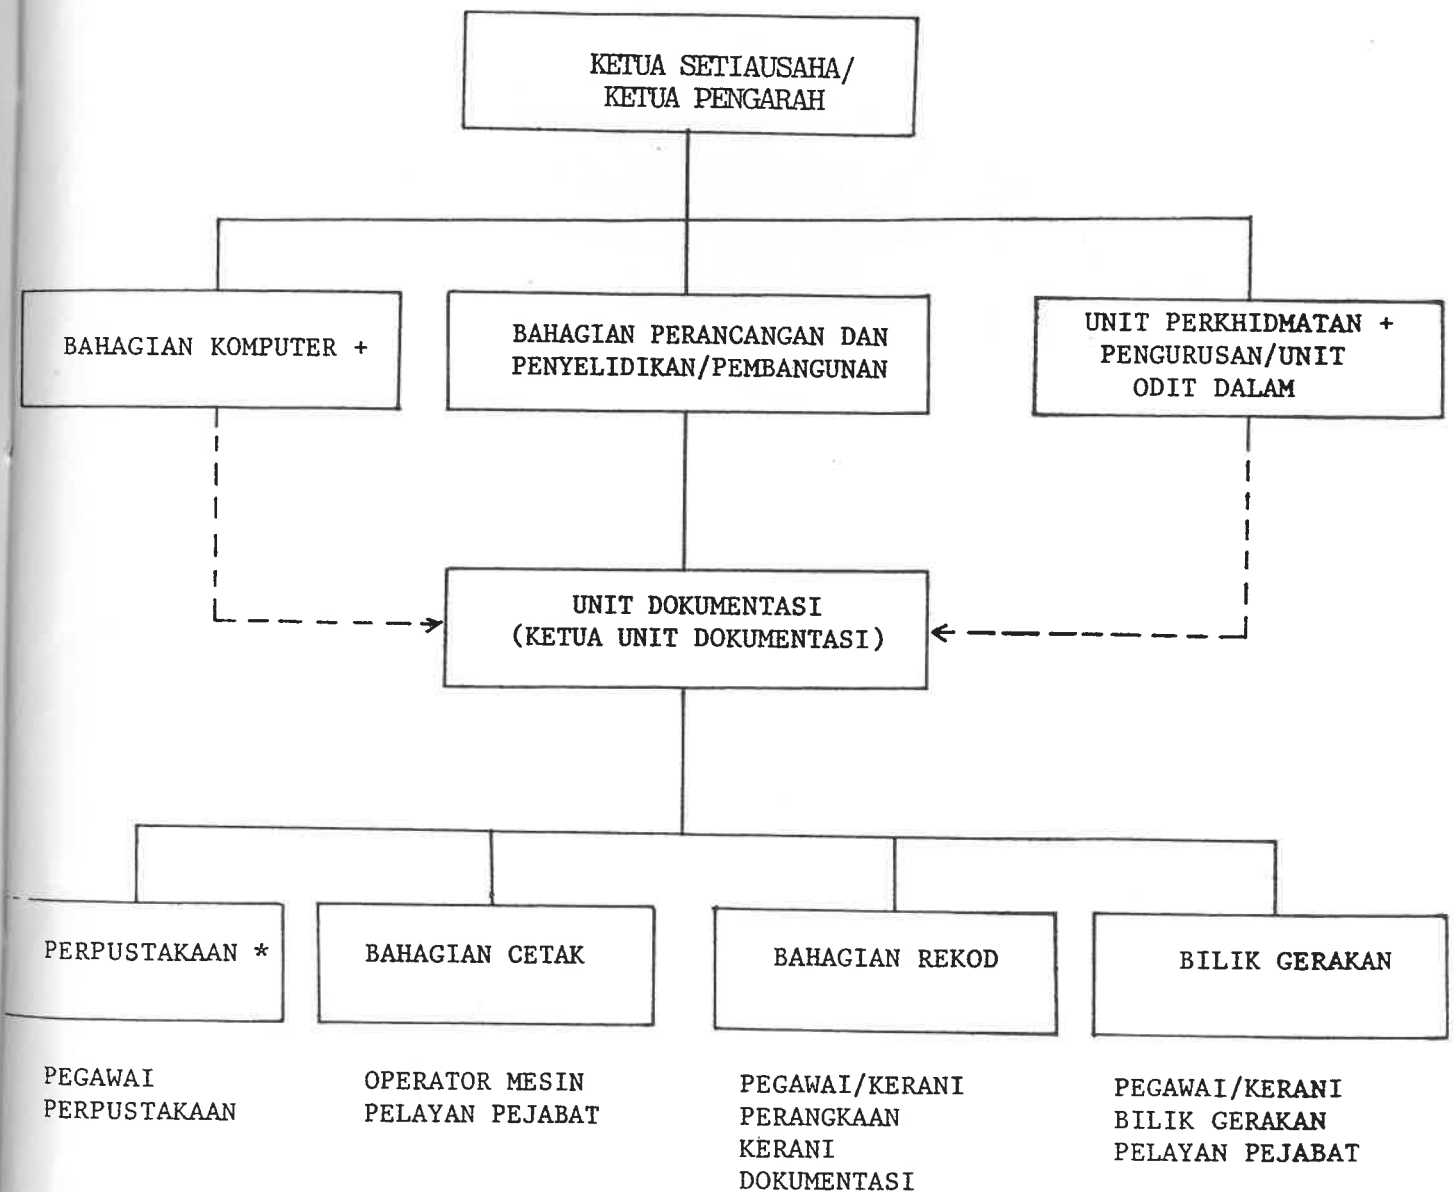 KETUA SETIAUSAHA/
KETUA PENGARAH
BAHAGIAN KOMPUTER +
BAHAGIAN PERANCANGAN DAN
PENYELIDIKAN/PEMBANGUNAN
UNIT PERKHIDMATAN +
PENGURUSAN/UNIT
ODIT DALAM
UNIT DOKUMENTASI
(KETUA UNIT DOKUMENTASI)
PERPUSTAKAAN *
BAHAGIAN CETAK
BAHAGIAN REKOD
BILIK GERAKAN
PEGAWAI
PERPUSTAKAAN
OPERATOR MESIN
PELAYAN PEJABAT
PEGAWAI/KERANI
PERANGKAAN
KERANI
DOKUMENTASI
PEGAWAI/KERANI
BILIK GERAKAN
PELAYAN PEJABAT